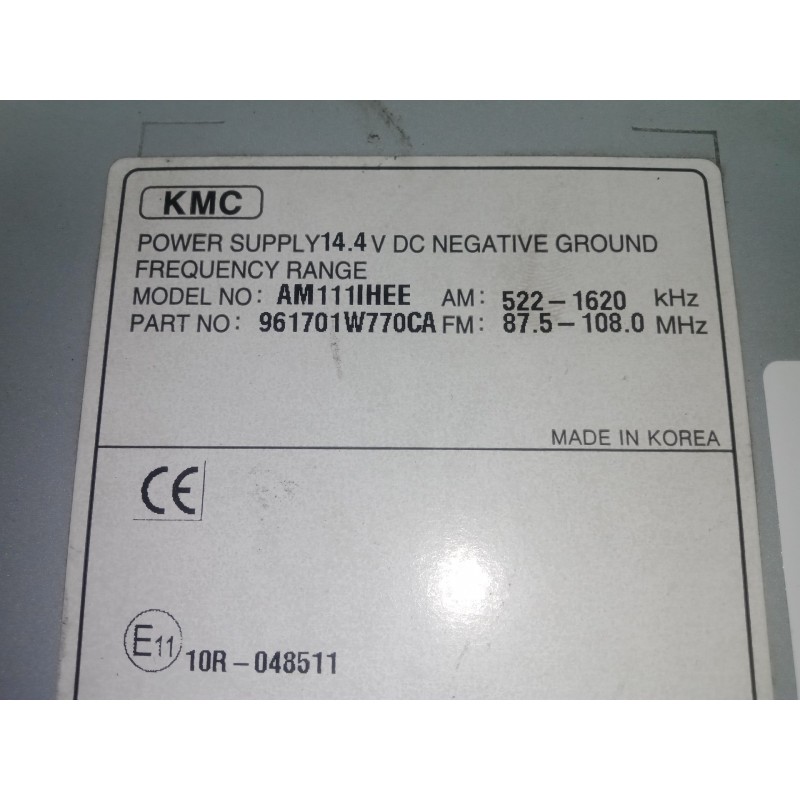 KMC
POWER SUPPLY14.4V DC NEGATIVE GROUND
FREQUENCY RANGE
MODEL NO: AM111IHEE AM: 522-1620 kHz
PART NO: 961701W770CA FM: 87.5-108.0 MHz
MADE IN KOREA
CE
E11 10R-048511